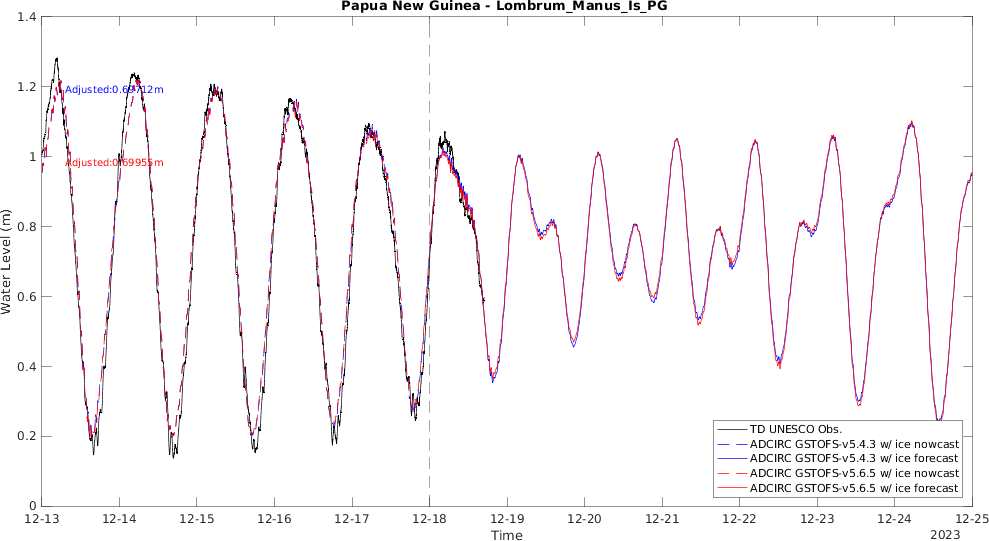 Papua New Guinea - Lombrum_Manus_Is_PG
Water Level (m)
1.4
1.2
1
0.8
0.6
0.4
0.2
0
Adjusted:0.69712m
Adjusted:0.69955m
TD UNESCO Obs.
ADCIRC GSTOFS-v5.4.3 w/ ice nowcast
ADCIRC GSTOFS-v5.4.3 w/ ice forecast
ADCIRC GSTOFS-v5.6.5 w/ ice nowcast
ADCIRC GSTOFS-v5.6.5 w/ ice forecast
12-13 12-14 12-15 12-16 12-17 12-18 12-19 12-20 12-21 12-22 12-23 12-24 12-25
Time
2023